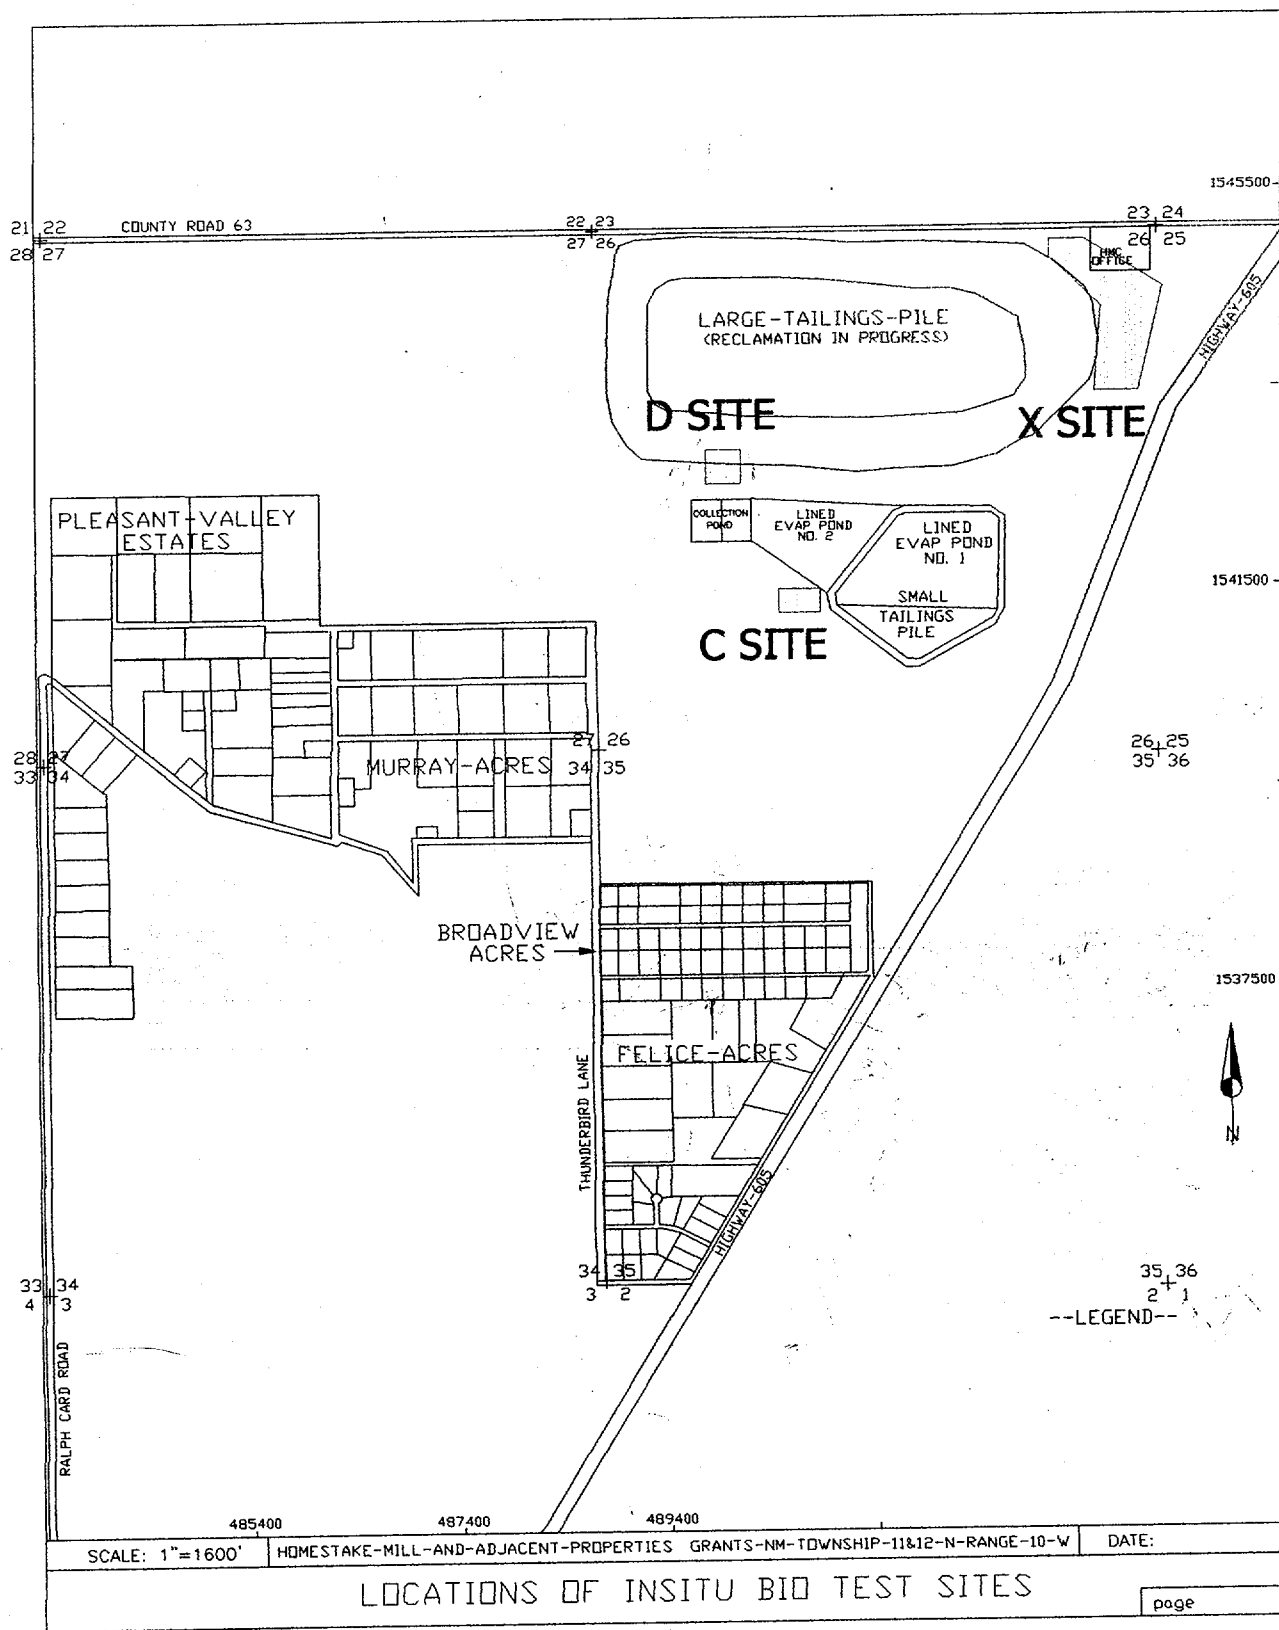 1545500
21 22
COUNTY ROAD 63
22 23
23 24
28 27
27 26
26 25
HMC
OFFICE
HIGHWAY-605
LARGE-TAILINGS-PILE
(RECLAMATION IN PROGRESS)
D SITE
X SITE
PLEASANT-VALLEY
ESTATES
COLLECTION
POND
LINED
EVAP POND
NO. 2
LINED
EVAP POND
NO. 1
1541500
SMALL
TAILINGS
PILE
C SITE
28 27
33 34
27 26
34 35
26 25
35 36
MURRAY-ACRES
BROADVIEW
ACRES
1537500
FELICE-ACRES
THUNDERBIRD LANE
N
HIGHWAY-605
33 34
4 3
34 35
3 2
35 36
2 1
--LEGEND--
RALPH CARD ROAD
485400
487400
489400
SCALE: 1"=1600'
HOMESTAKE-MILL-AND-ADJACENT-PROPERTIES GRANTS-NM-TOWNSHIP-11&12-N-RANGE-10-W
DATE:
LOCATIONS OF INSITU BIO TEST SITES
page